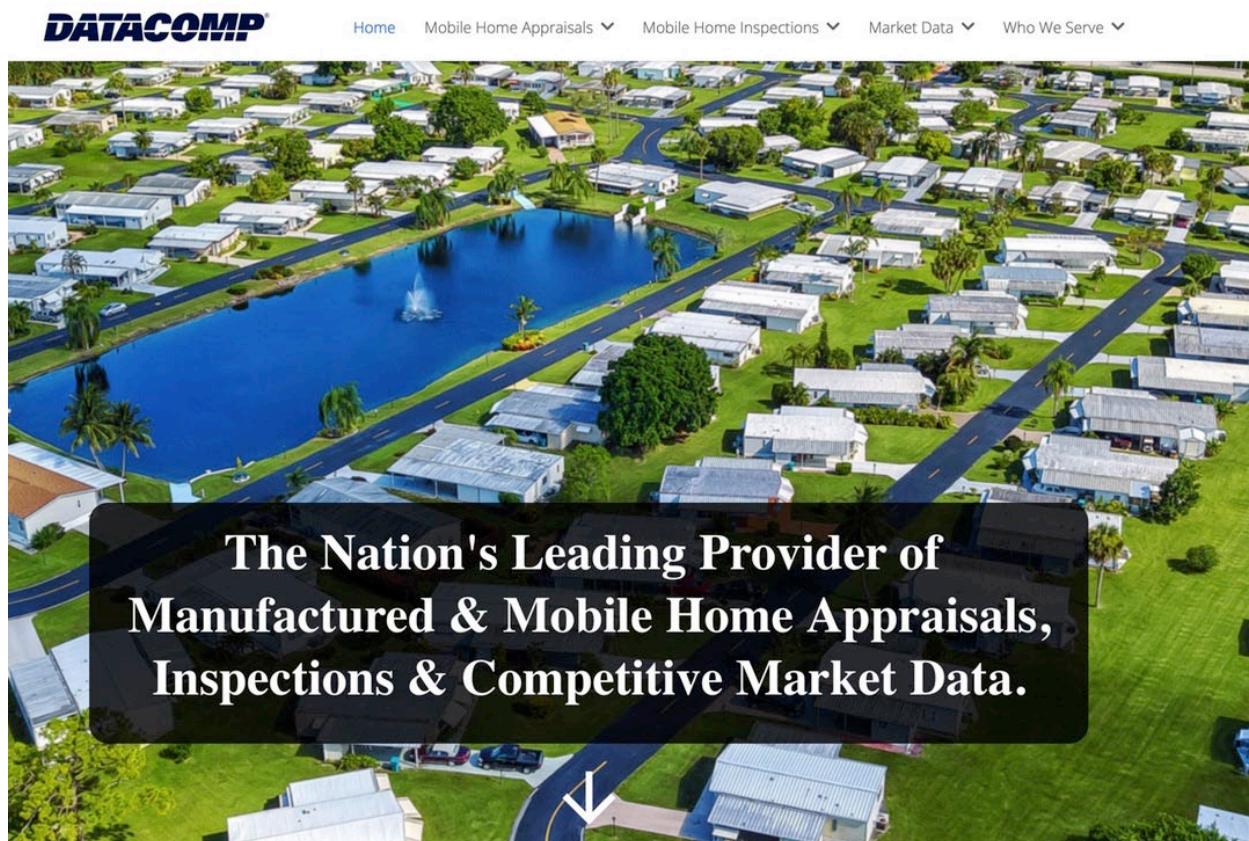 DATACOMP
Home Mobile Home Appraisals Mobile Home Inspections Market Data Who We Serve
The Nation's Leading Provider of
Manufactured & Mobile Home Appraisals,
Inspections & Competitive Market Data.